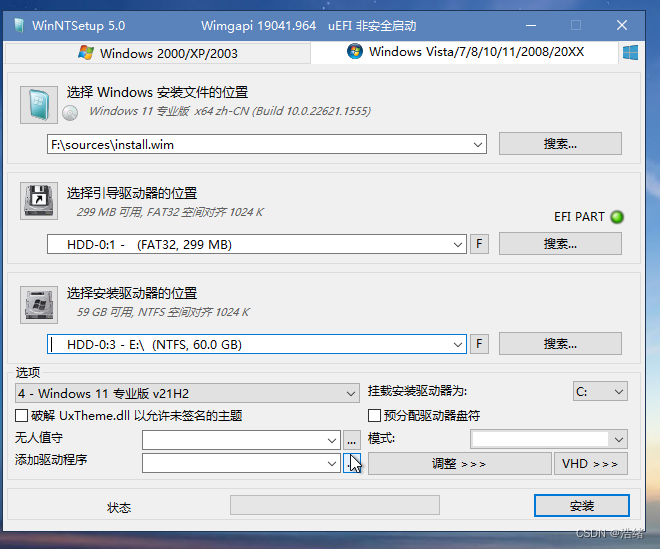 WinNTSetup 5.0 Wimgapi 19041.964 uEFI 非安全启动
Windows 2000/XP/2003 Windows Vista/7/8/10/11/2008/20XX
选择 Windows 安装文件的位置
Windows 11 专业版 x64 zh-CN (Build 10.0.22621.1555)
F:\sources\install.wim 搜索...
选择引导驱动器的位置
299 MB 可用, FAT32 空间对齐 1024 K
EFI PART
HDD-0:1 - (FAT32, 299 MB) F 搜索...
选择安装驱动器的位置
59 GB 可用, NTFS 空间对齐 1024 K
HDD-0:3 - E:\ (NTFS, 60.0 GB) F 搜索...
选项
4 - Windows 11 专业版 v21H2 挂载安装驱动器为: C:
破解 UxTheme.dll 以允许未签名的主题 预分配驱动器盘符
无人值守 ... 模式:
添加驱动程序 ... 调整 >>> VHD >>>
状态 安装
CSDN @浩绪